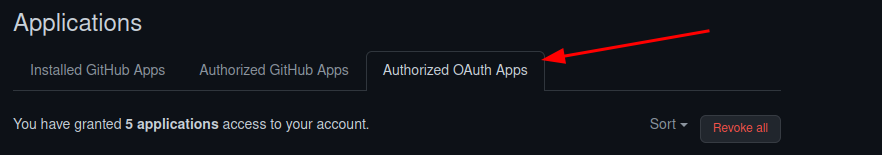 Applications
Installed GitHub Apps Authorized GitHub Apps Authorized OAuth Apps
You have granted 5 applications access to your account. Sort Revoke all